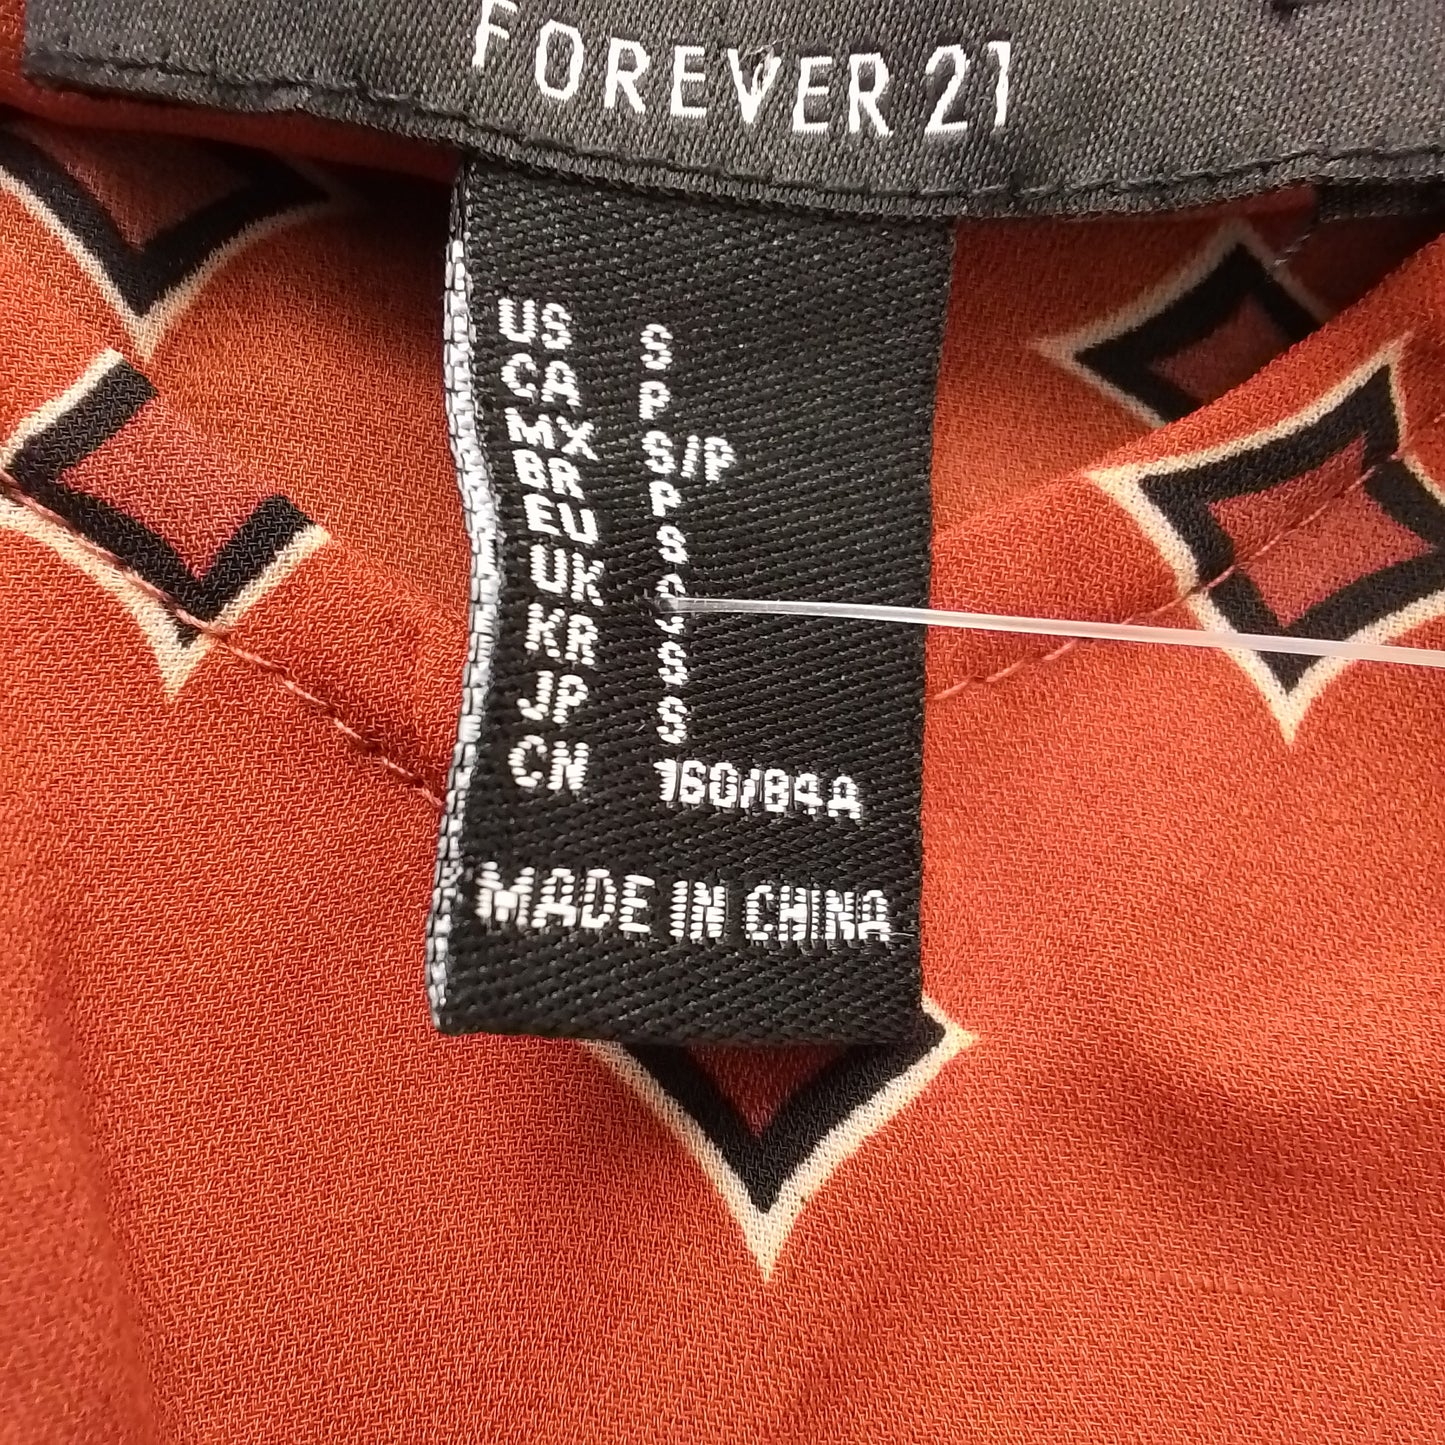 FOREVER 21
US S
CA P
MX S/P
BR P
EU S
UK S
KR S
JP S
CN 160/84A
MADE IN CHINA